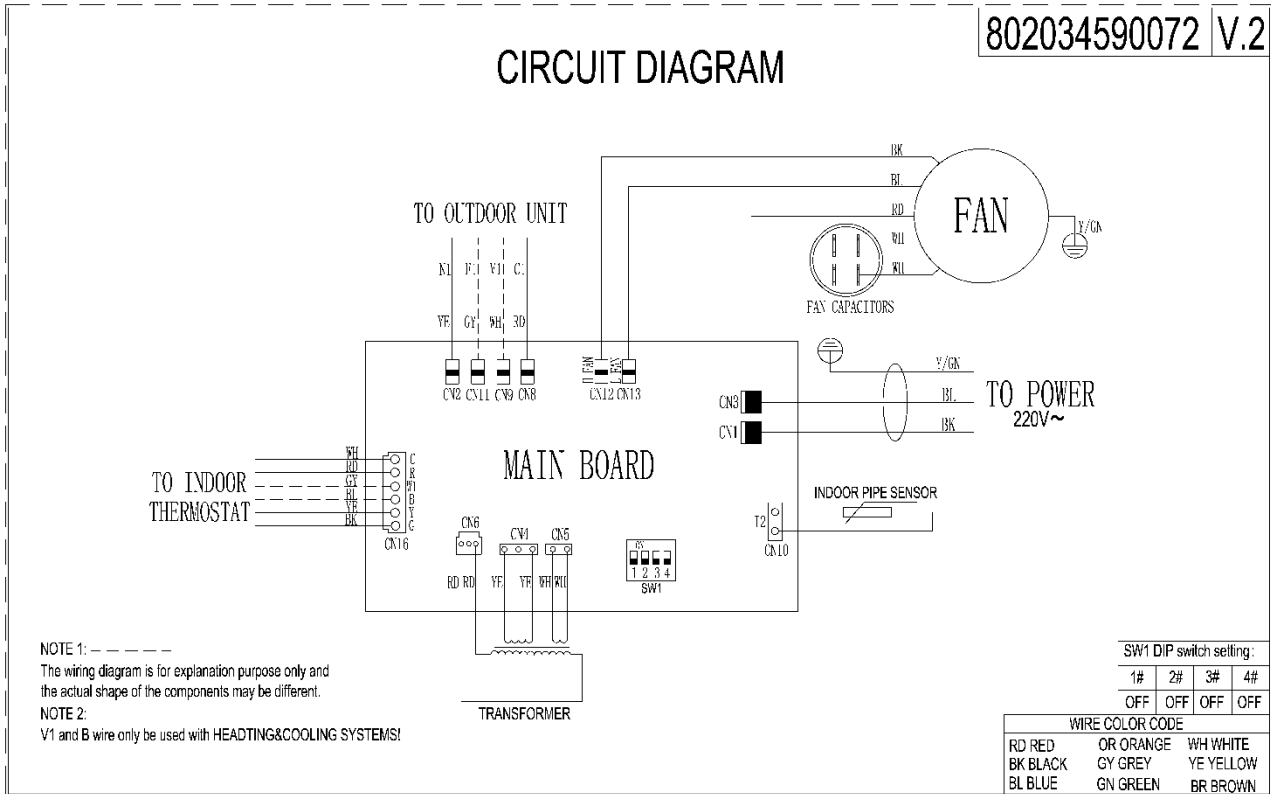 802034590072 V.2
CIRCUIT DIAGRAM
BK
BL
RD
FAN
Y/GN
FAN CAPACITORS
TO OUTDOOR UNIT
N1 V1 C1
YE GY WH RD
CN2 CN11 CN9 CN8
L FAN
CN12 CN13
Y/GN
BL
BK
TO POWER
220V~
CN3
CN1
MAIN BOARD
TO INDOOR
THERMOSTAT
WH C
RD R
GY W1
BL B
YE Y
BK G
CN16
CN6 CN4 CN5
RD RD YE YE WH WH
ON
1 2 3 4
SW1
INDOOR PIPE SENSOR
T2
CN10
TRANSFORMER
NOTE 1: — — — — —
The wiring diagram is for explanation purpose only and
the actual shape of the components may be different.
NOTE 2:
V1 and B wire only be used with HEADTING&COOLING SYSTEMS!
SW1 DIP switch setting:
1# 2# 3# 4#
OFF OFF OFF OFF
WIRE COLOR CODE
RD RED OR ORANGE WH WHITE
BK BLACK GY GREY YE YELLOW
BL BLUE GN GREEN BR BROWN